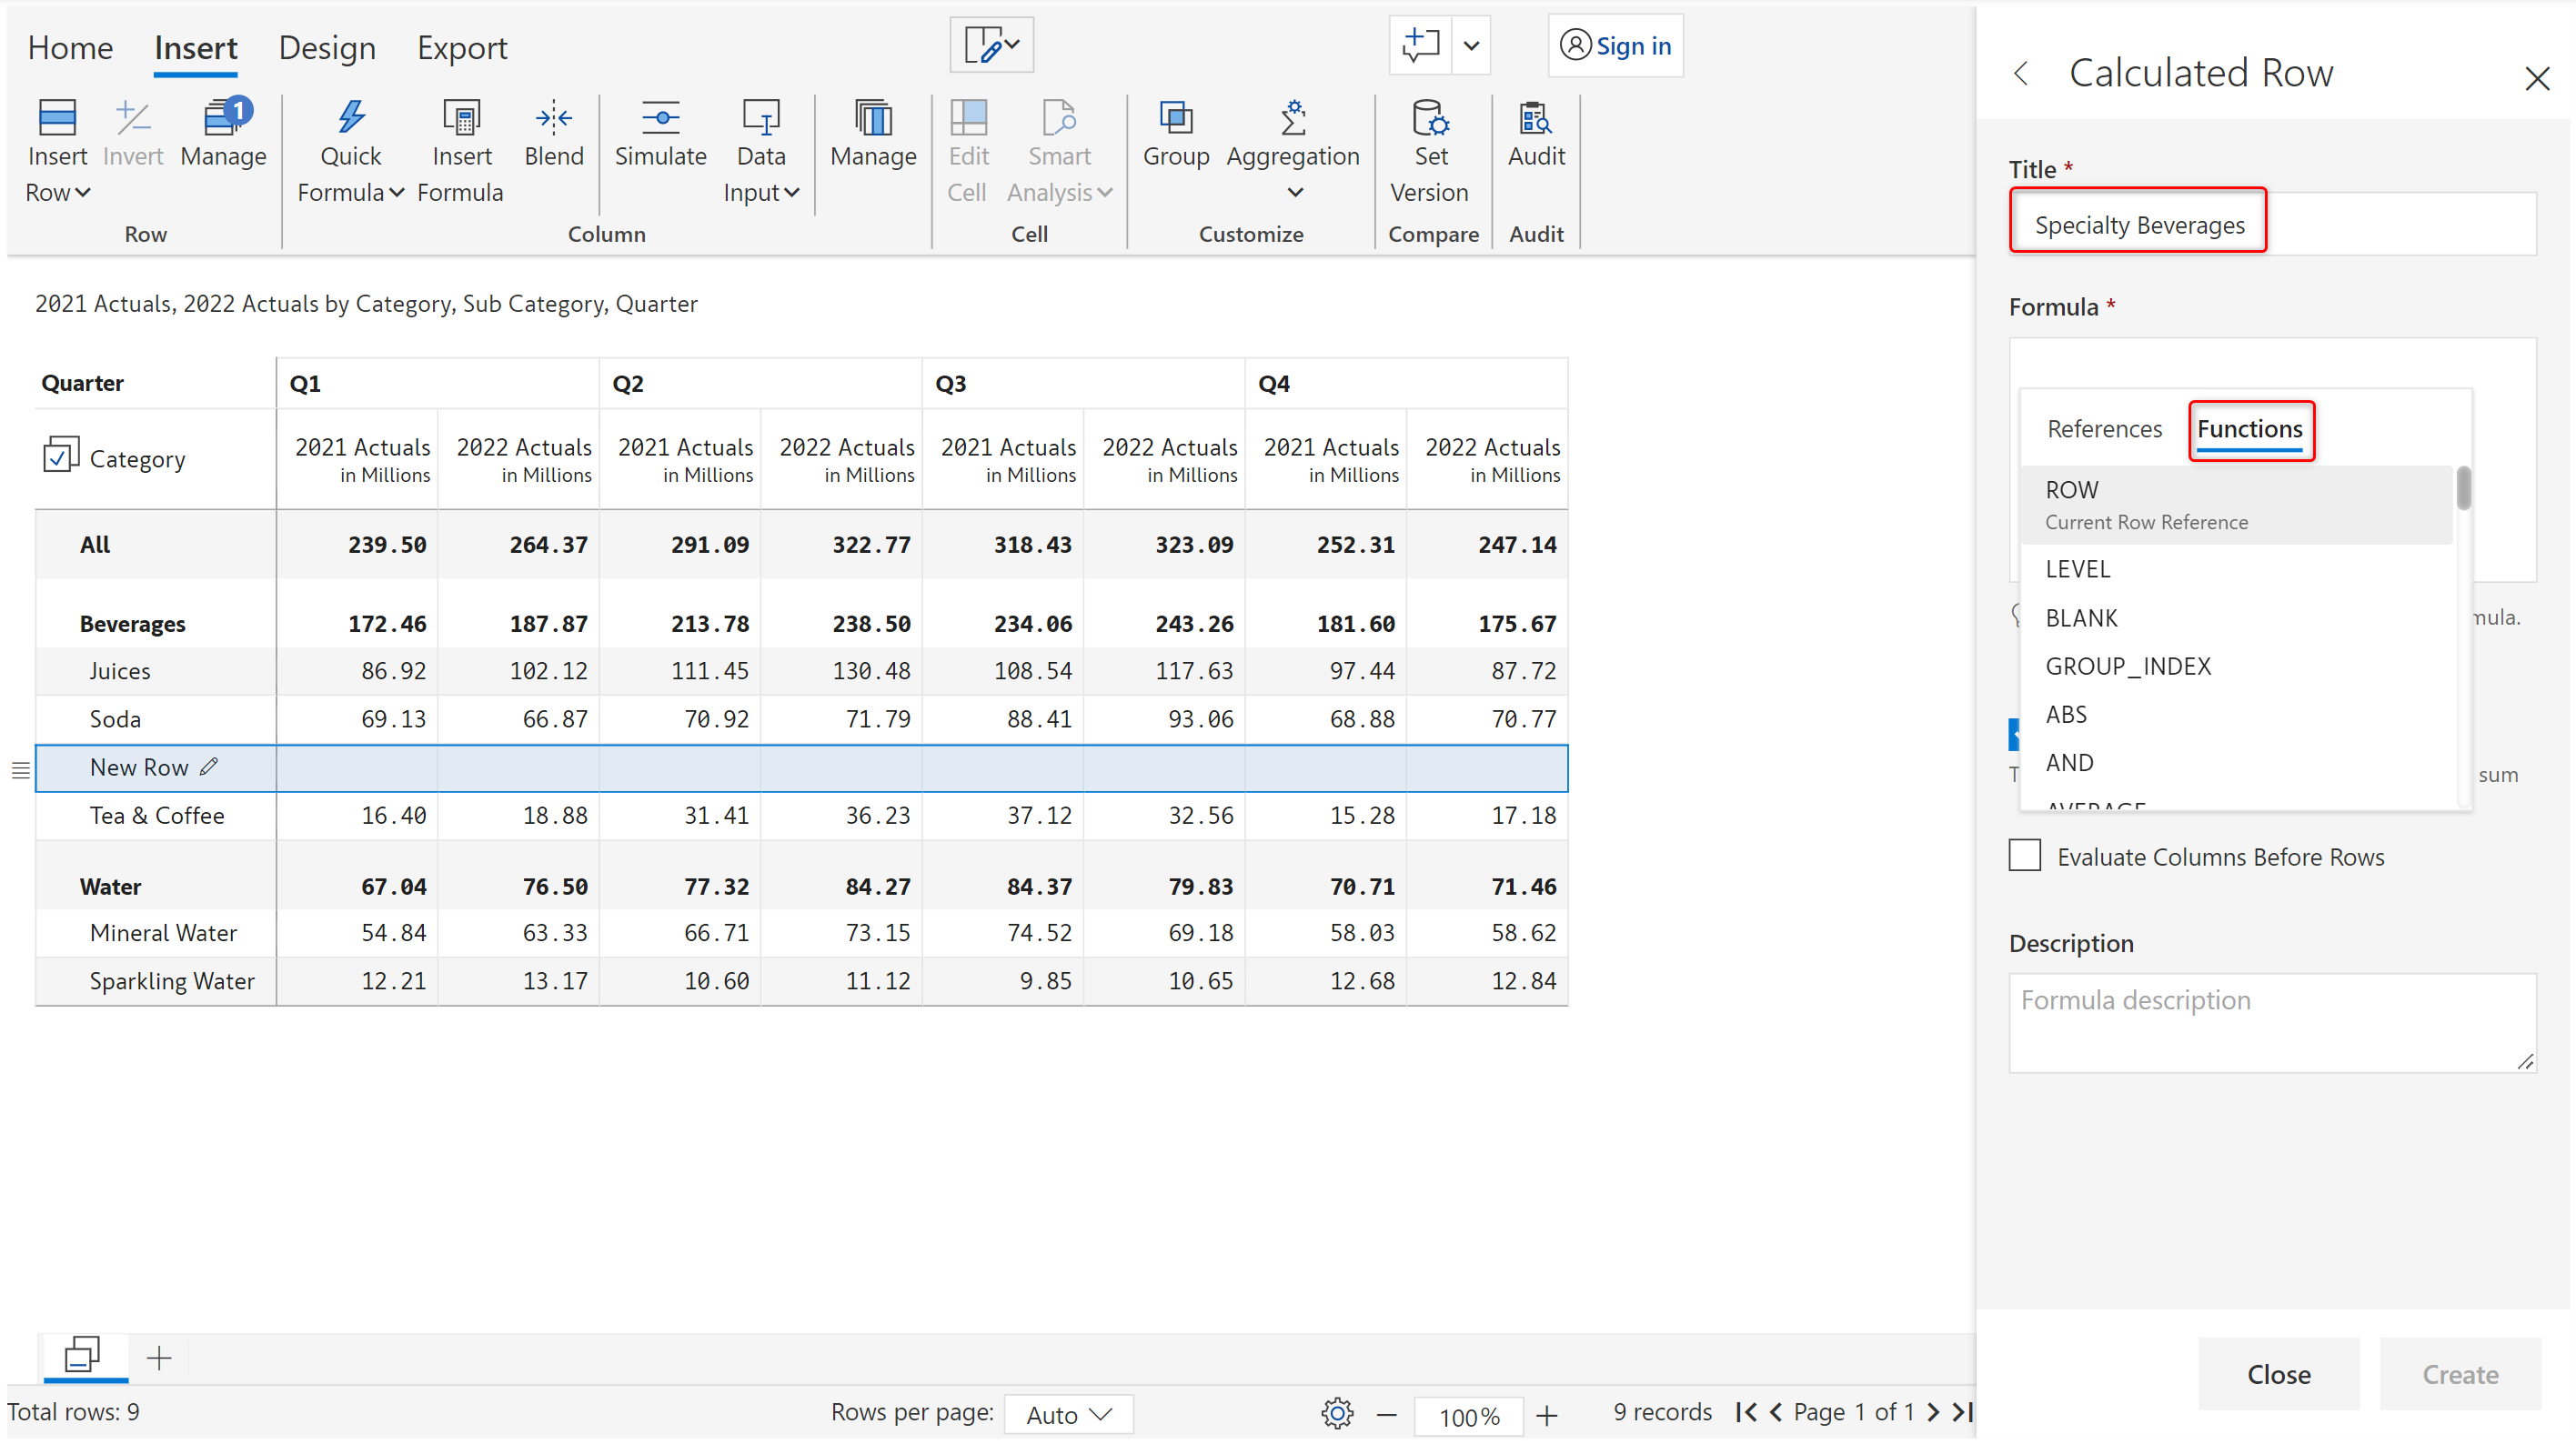 Home Insert Design Export
Sign in
Insert Row Invert Manage 1
Row
Quick Formula Insert Formula Blend Simulate Data Input Manage
Column
Edit Cell Smart Analysis
Cell
Group Aggregation
Customize
Set Version
Compare
Audit
Audit
2021 Actuals, 2022 Actuals by Category, Sub Category, Quarter
Quarter Q1 Q2 Q3 Q4
Category 2021 Actuals 2022 Actuals 2021 Actuals 2022 Actuals 2021 Actuals 2022 Actuals 2021 Actuals 2022 Actuals
in Millions in Millions in Millions in Millions in Millions in Millions in Millions in Millions
All 239.50 264.37 291.09 322.77 318.43 323.09 252.31 247.14
Beverages 172.46 187.87 213.78 238.50 234.06 243.26 181.60 175.67
Juices 86.92 102.12 111.45 130.48 108.54 117.63 97.44 87.72
Soda 69.13 66.87 70.92 71.79 88.41 93.06 68.88 70.77
New Row
Tea & Coffee 16.40 18.88 31.41 36.23 37.12 32.56 15.28 17.18
Water 67.04 76.50 77.32 84.27 84.37 79.83 70.71 71.46
Mineral Water 54.84 63.33 66.71 73.15 74.52 69.18 58.03 58.62
Sparkling Water 12.21 13.17 10.60 11.12 9.85 10.65 12.68 12.84
Total rows: 9
Rows per page: Auto
100%
9 records Page 1 of 1
Calculated Row
Title *
Specialty Beverages
Formula *
References Functions
ROW
Current Row Reference
LEVEL
BLANK
mula.
GROUP_INDEX
ABS
AND
T sum
AVERAGE
Evaluate Columns Before Rows
Description
Formula description
Close Create